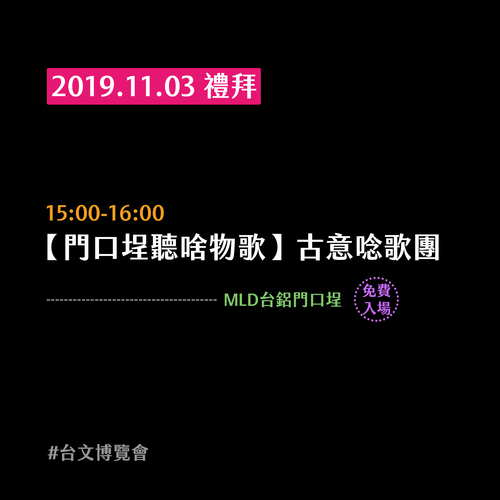 2019.11.03 禮拜
15:00-16:00
【門口埕聽啥物歌】古意唸歌團
MLD台鋁門口埕
免費
入場
#台文博覽會